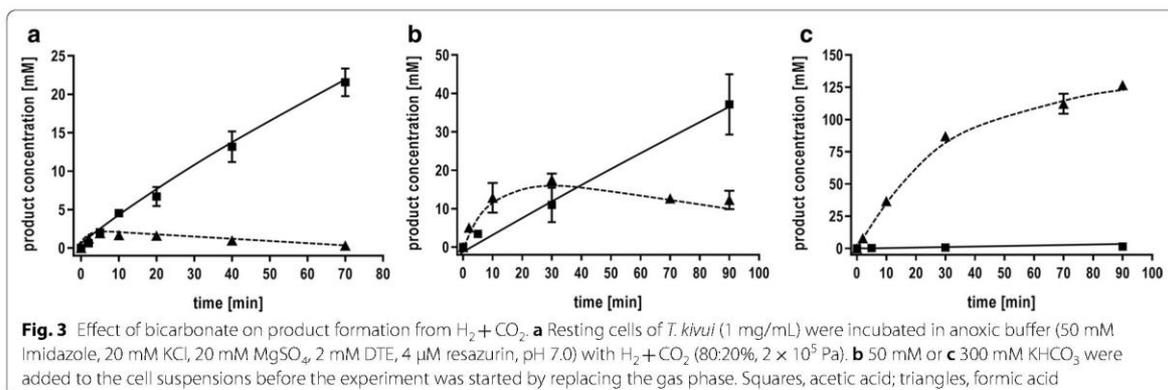 a
product concentration [mM]
25
20
15
10
5
0
0 10 20 30 40 50 60 70 80
time [min]
b
product concentration [mM]
50
40
30
20
10
0
0 10 20 30 40 50 60 70 80 90 100
time [min]
c
product concentration [mM]
150
125
100
75
50
25
0
0 10 20 30 40 50 60 70 80 90 100
time [min]
Fig. 3 Effect of bicarbonate on product formation from H₂ + CO₂. a Resting cells of T. kivui (1 mg/mL) were incubated in anoxic buffer (50 mM
Imidazole, 20 mM KCl, 20 mM MgSO₄, 2 mM DTE, 4 μM resazurin, pH 7.0) with H₂ + CO₂ (80:20%, 2 × 10⁵ Pa). b 50 mM or c 300 mM KHCO₃ were
added to the cell suspensions before the experiment was started by replacing the gas phase. Squares, acetic acid; triangles, formic acid